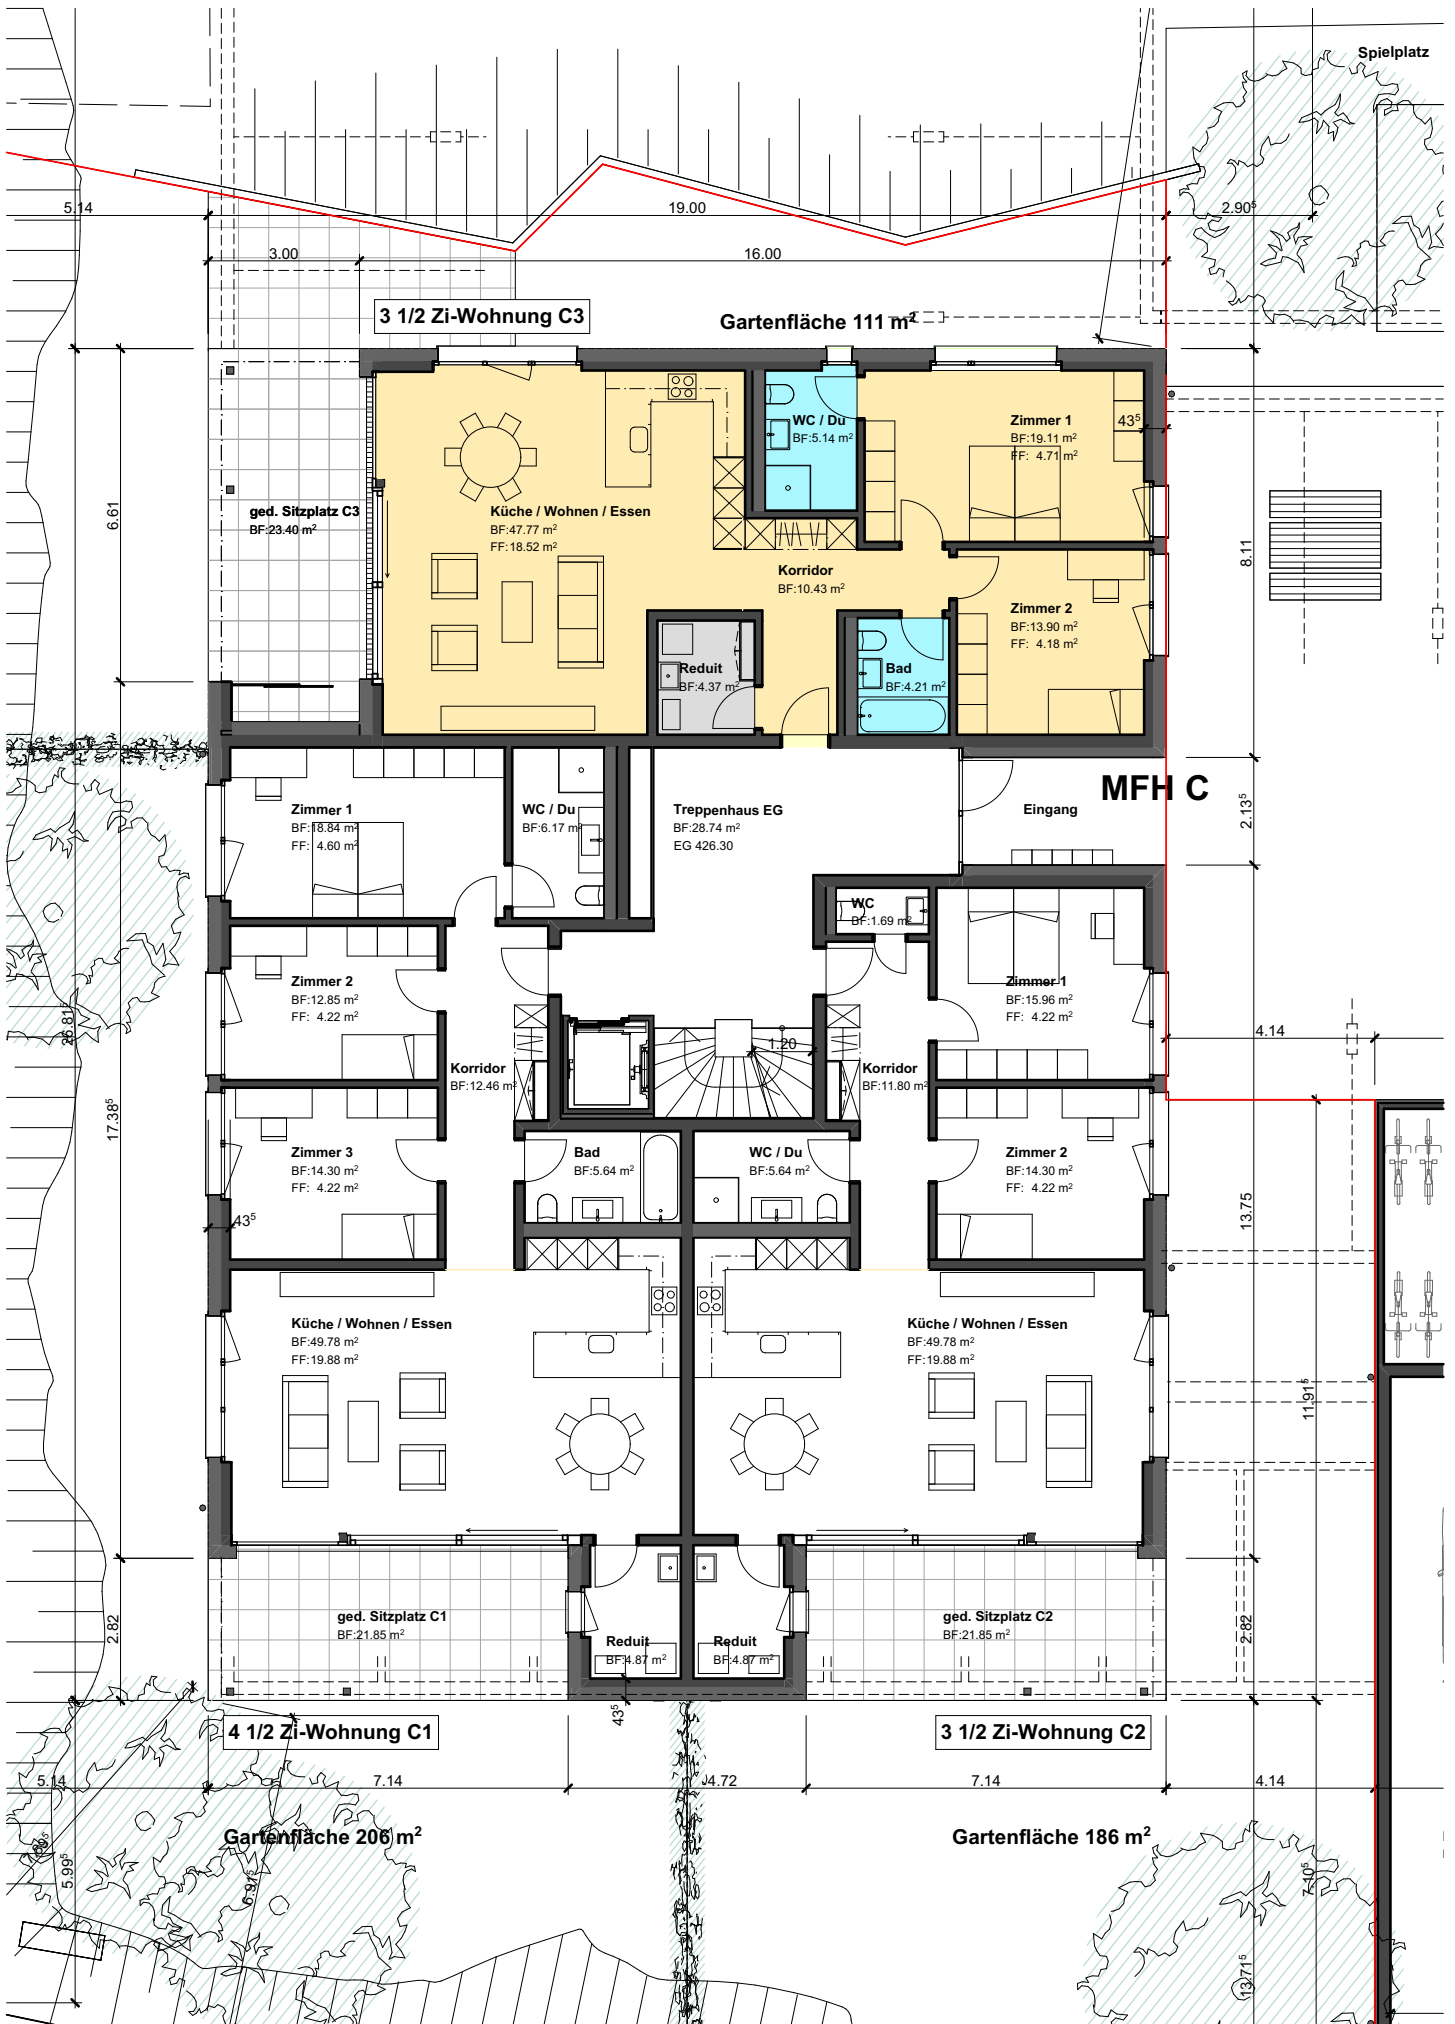 Spielplatz
5.14
19.00
2.90⁵
3.00
16.00
3 1/2 Zi-Wohnung C3
Gartenfläche 111 m²
WC / Du
BF:5.14 m²
Zimmer 1
BF:19.11 m²
FF: 4.71 m²
43⁵
6.61
ged. Sitzplatz C3
BF:23.40 m²
Küche / Wohnen / Essen
BF:47.77 m²
FF:18.52 m²
8.11
Korridor
BF:10.43 m²
Zimmer 2
BF:13.90 m²
FF: 4.18 m²
Reduit
BF:4.37 m²
Bad
BF:4.21 m²
MFH C
Zimmer 1
BF:18.84 m²
FF: 4.60 m²
WC / Du
BF:6.17 m²
Treppenhaus EG
BF:28.74 m²
EG 426.30
Eingang
2.13⁵
WC
BF:1.69 m²
Zimmer 2
BF:12.85 m²
FF: 4.22 m²
Zimmer 1
BF:15.96 m²
FF: 4.22 m²
26.81⁵
1.20
4.14
Korridor
BF:12.46 m²
Korridor
BF:11.80 m²
17.38⁵
Zimmer 3
BF:14.30 m²
FF: 4.22 m²
Bad
BF:5.64 m²
WC / Du
BF:5.64 m²
Zimmer 2
BF:14.30 m²
FF: 4.22 m²
43⁵
13.75
Küche / Wohnen / Essen
BF:49.78 m²
FF:19.88 m²
Küche / Wohnen / Essen
BF:49.78 m²
FF:19.88 m²
11.91⁵
2.82
ged. Sitzplatz C1
BF:21.85 m²
Reduit
BF:4.87 m²
Reduit
BF:4.87 m²
ged. Sitzplatz C2
BF:21.85 m²
2.82
43⁵
4 1/2 Zi-Wohnung C1
3 1/2 Zi-Wohnung C2
5.14
7.14
4.72
7.14
4.14
Gartenfläche 206 m²
Gartenfläche 186 m²
5.99⁵
6.91⁵
7.10⁵
13.71⁵